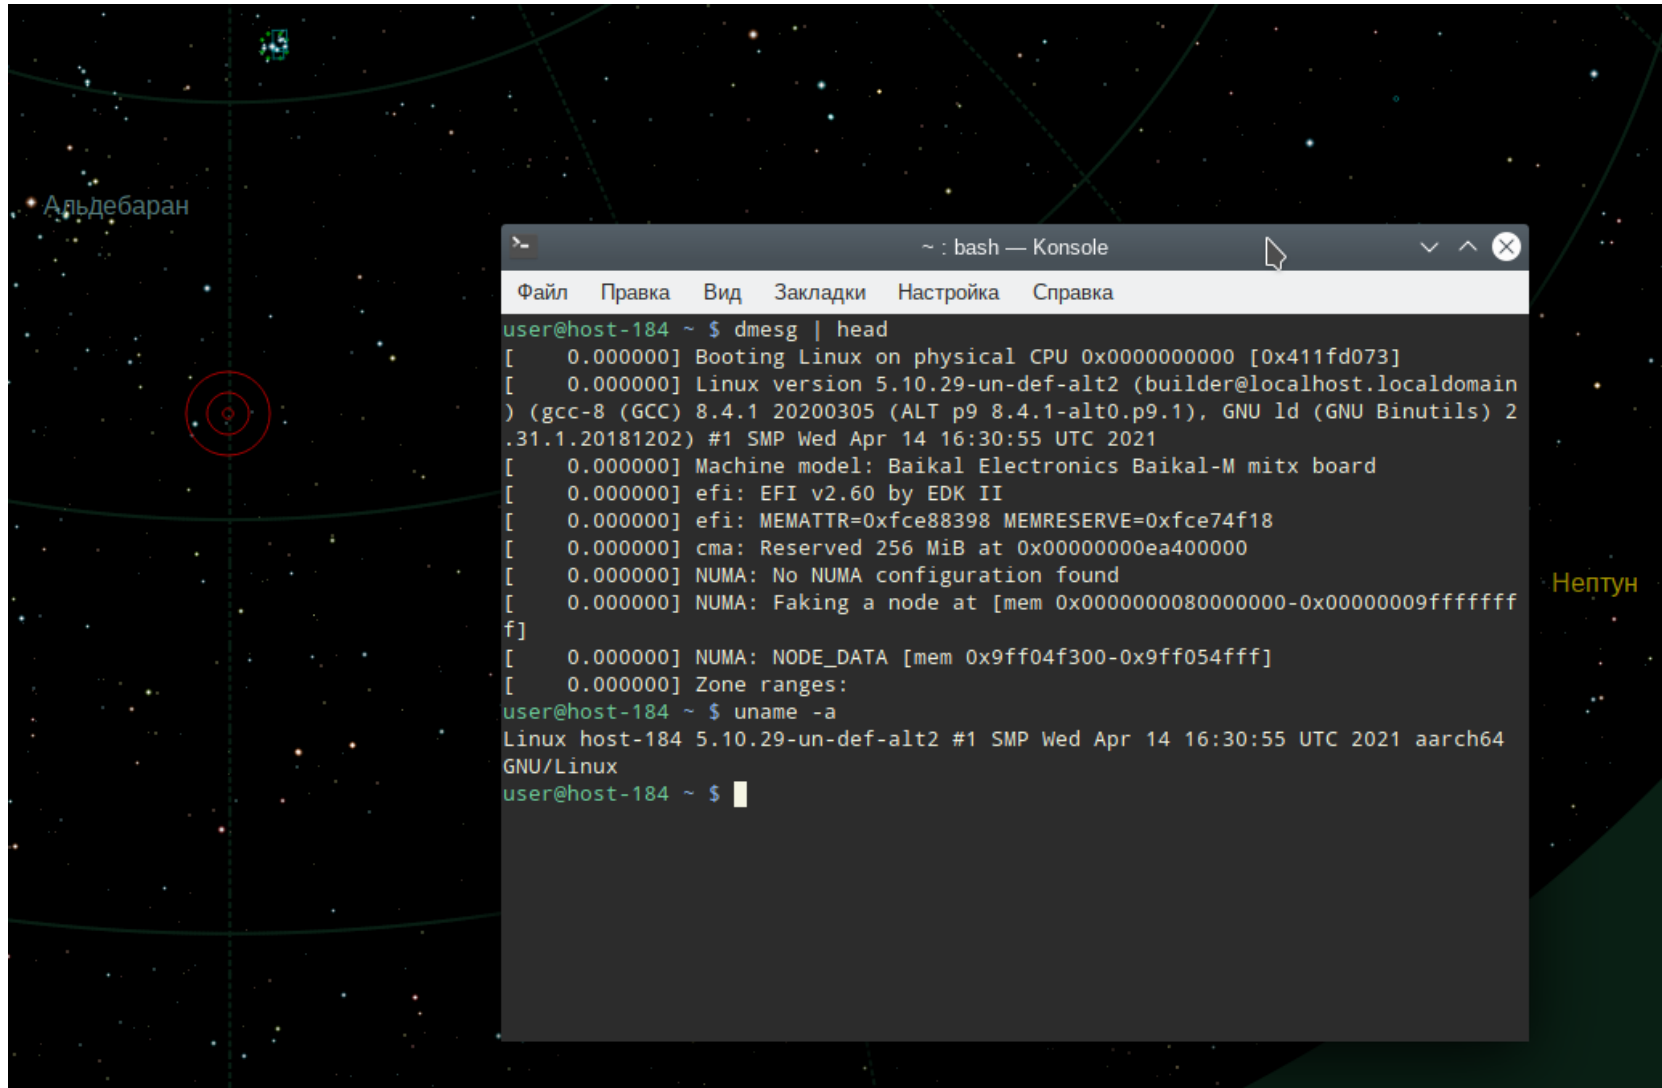 Альдебаран
~ : bash — Konsole
Файл Правка Вид Закладки Настройка Справка
user@host-184 ~ $ dmesg | head
[    0.000000] Booting Linux on physical CPU 0x0000000000 [0x411fd073]
[    0.000000] Linux version 5.10.29-un-def-alt2 (builder@localhost.localdomain
) (gcc-8 (GCC) 8.4.1 20200305 (ALT p9 8.4.1-alt0.p9.1), GNU ld (GNU Binutils) 2
.31.1.20181202) #1 SMP Wed Apr 14 16:30:55 UTC 2021
[    0.000000] Machine model: Baikal Electronics Baikal-M mitx board
[    0.000000] efi: EFI v2.60 by EDK II
[    0.000000] efi: MEMATTR=0xfce88398 MEMRESERVE=0xfce74f18
[    0.000000] cma: Reserved 256 MiB at 0x00000000ea400000
[    0.000000] NUMA: No NUMA configuration found
[    0.000000] NUMA: Faking a node at [mem 0x0000000080000000-0x00000009fffffff
f]
[    0.000000] NUMA: NODE_DATA [mem 0x9ff04f300-0x9ff054fff]
[    0.000000] Zone ranges:
user@host-184 ~ $ uname -a
Linux host-184 5.10.29-un-def-alt2 #1 SMP Wed Apr 14 16:30:55 UTC 2021 aarch64
GNU/Linux
user@host-184 ~ $
Нептун